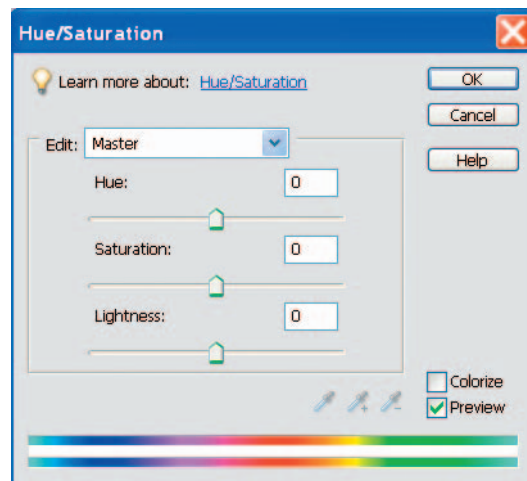 Hue/Saturation
Learn more about: Hue/Saturation
OK
Cancel
Help
Edit: Master
Hue: 0
Saturation: 0
Lightness: 0
Colorize
Preview